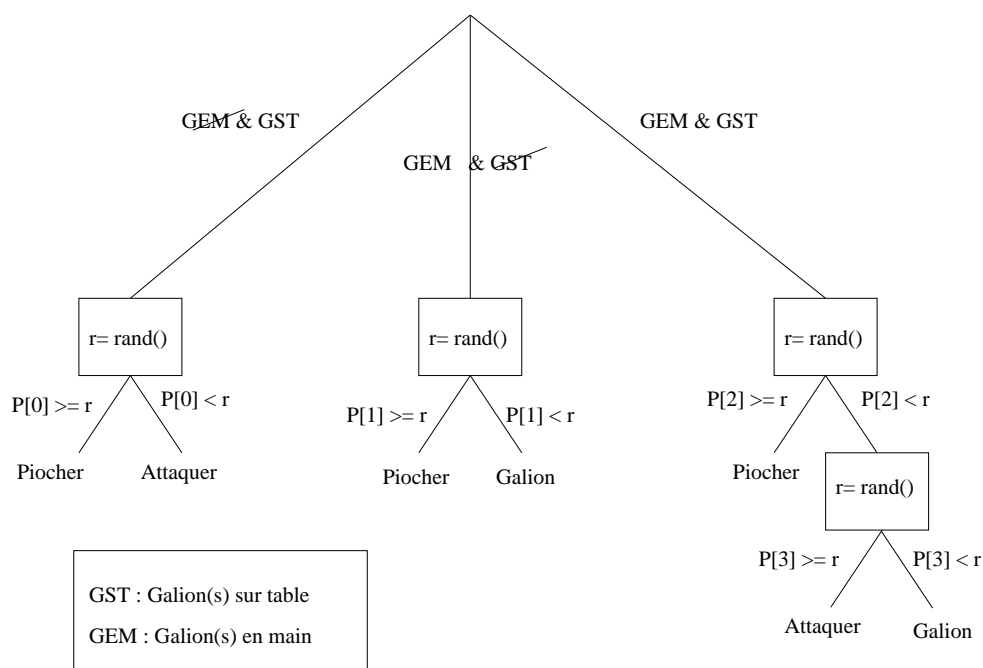 GEM & GST
GEM & GST
GEM & GST
r= rand()
r= rand()
r= rand()
P[0] >= r
P[0] < r
P[1] >= r
P[1] < r
P[2] >= r
P[2] < r
Piocher
Attaquer
Piocher
Galion
Piocher
r= rand()
P[3] >= r
P[3] < r
Attaquer
Galion
GST : Galion(s) sur table
GEM : Galion(s) en main